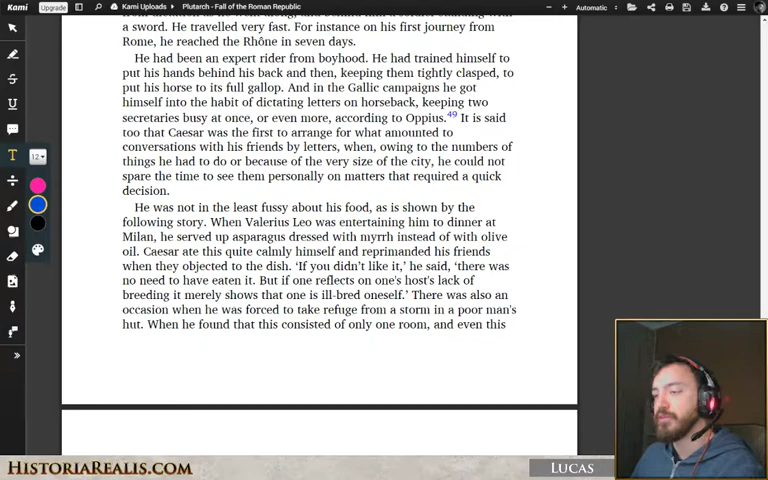 Kami Upgrade Kami Uploads Plutarch - Fall of the Roman Republic Automatic
a sword. He travelled very fast. For instance on his first journey from
Rome, he reached the Rhône in seven days.
He had been an expert rider from boyhood. He had trained himself to
put his hands behind his back and then, keeping them tightly clasped, to
put his horse to its full gallop. And in the Gallic campaigns he got
himself into the habit of dictating letters on horseback, keeping two
secretaries busy at once, or even more, according to Oppius.49 It is said
too that Caesar was the first to arrange for what amounted to
conversations with his friends by letters, when, owing to the numbers of
things he had to do or because of the very size of the city, he could not
spare the time to see them personally on matters that required a quick
decision.
He was not in the least fussy about his food, as is shown by the
following story. When Valerius Leo was entertaining him to dinner at
Milan, he served up asparagus dressed with myrrh instead of with olive
oil. Caesar ate this quite calmly himself and reprimanded his friends
when they objected to the dish. ‘If you didn’t like it,’ he said, ‘there was
no need to have eaten it. But if one reflects on one's host's lack of
breeding it merely shows that one is ill-bred oneself.’ There was also an
occasion when he was forced to take refuge from a storm in a poor man's
hut. When he found that this consisted of only one room, and even this
12
HISTORIAREALIS.COM
LUCAS